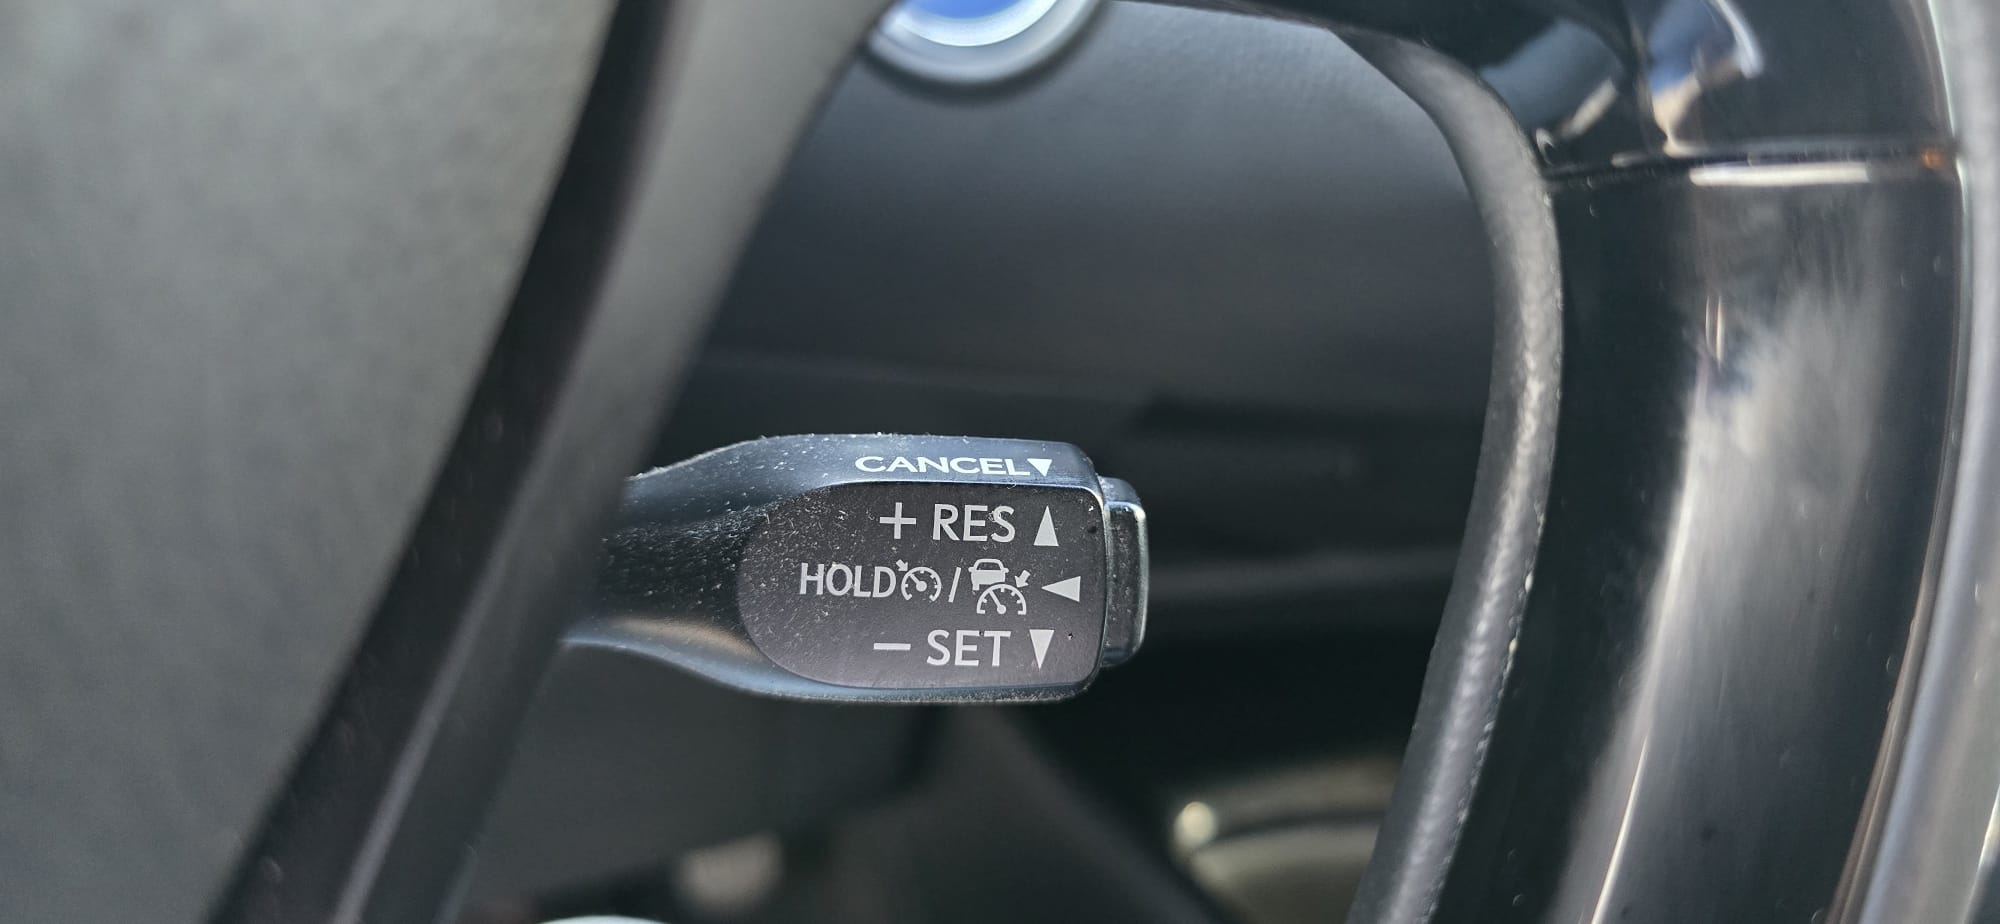 CANCEL▼
+ RES ▲
HOLD / ◀
− SET ▼